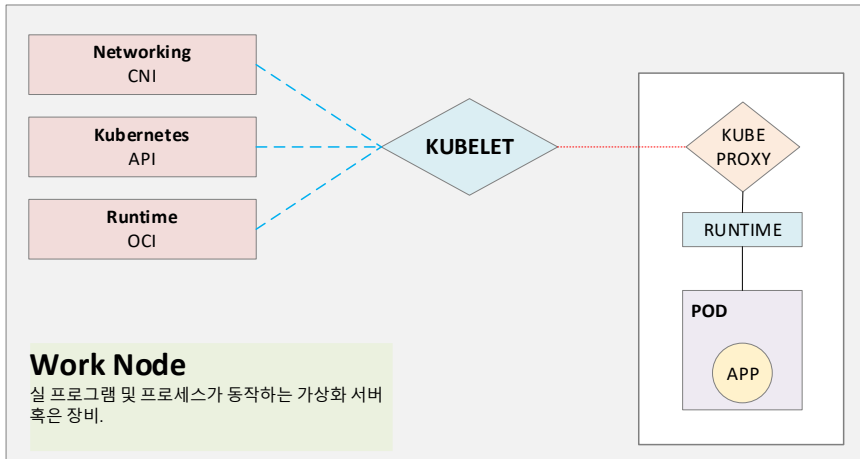 Networking
CNI
Kubernetes
API
Runtime
OCI
KUBELET
KUBE
PROXY
RUNTIME
POD
APP
Work Node
실 프로그램 및 프로세스가 동작하는 가상화 서버
혹은 장비.